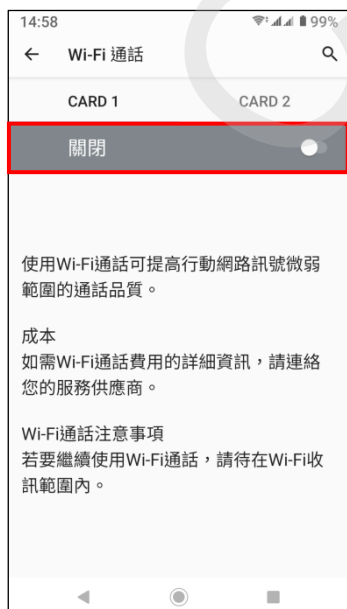 14:58 99%
Wi-Fi 通話
CARD 1 CARD 2
關閉
使用Wi-Fi通話可提高行動網路訊號微弱
範圍的通話品質。
成本
如需Wi-Fi通話費用的詳細資訊，請連絡
您的服務供應商。
Wi-Fi通話注意事項
若要繼續使用Wi-Fi通話，請待在Wi-Fi收
訊範圍內。